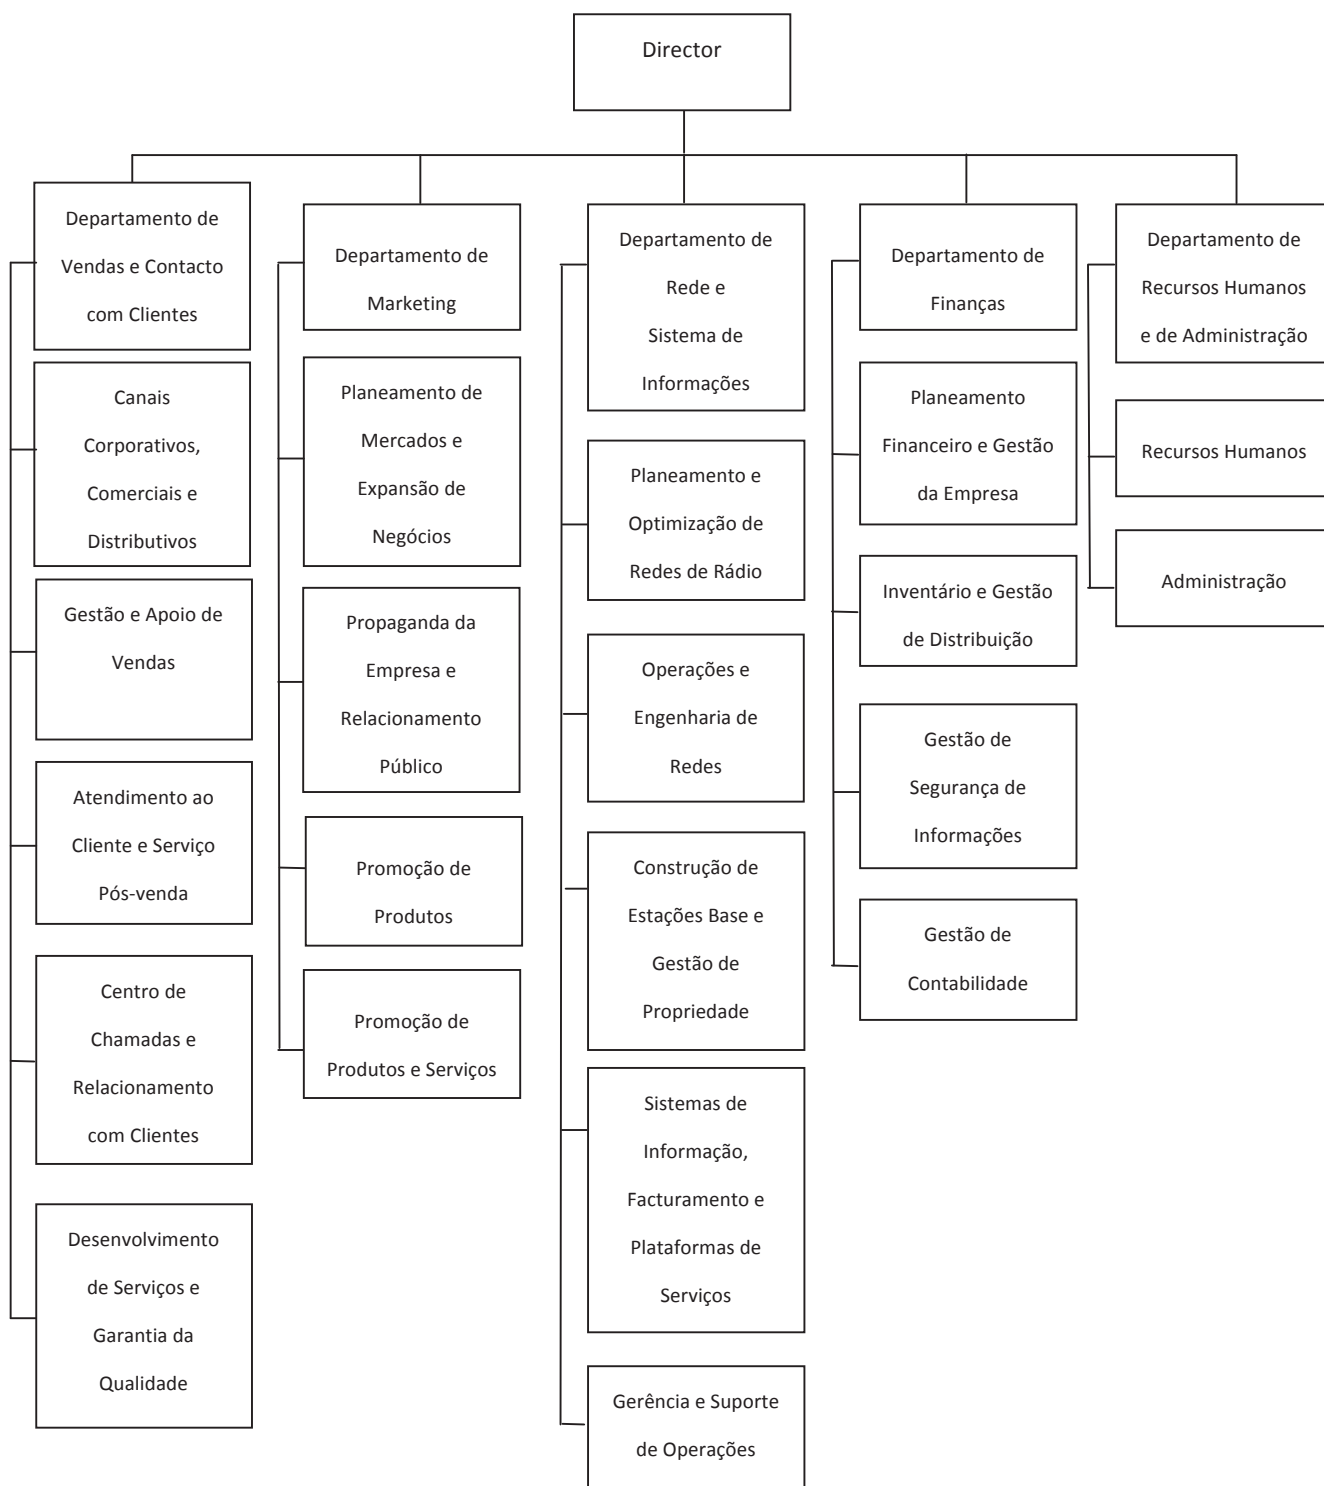 Director
Departamento de
Vendas e Contacto
com Clientes
Canais
Corporativos,
Comerciais e
Distributivos
Gestão e Apoio de
Vendas
Atendimento ao
Cliente e Serviço
Pós-venda
Centro de
Chamadas e
Relacionamento
com Clientes
Desenvolvimento
de Serviços e
Garantia da
Qualidade
Departamento de
Marketing
Planeamento de
Mercados e
Expansão de
Negócios
Propaganda da
Empresa e
Relacionamento
Público
Promoção de
Produtos
Promoção de
Produtos e Serviços
Departamento de
Rede e
Sistema de
Informações
Planeamento e
Optimização de
Redes de Rádio
Operações e
Engenharia de
Redes
Construção de
Estações Base e
Gestão de
Propriedade
Sistemas de
Informação,
Facturamento e
Plataformas de
Serviços
Gerência e Suporte
de Operações
Departamento de
Finanças
Planeamento
Financeiro e Gestão
da Empresa
Inventário e Gestão
de Distribuição
Gestão de
Segurança de
Informações
Gestão de
Contabilidade
Departamento de
Recursos Humanos
e de Administração
Recursos Humanos
Administração